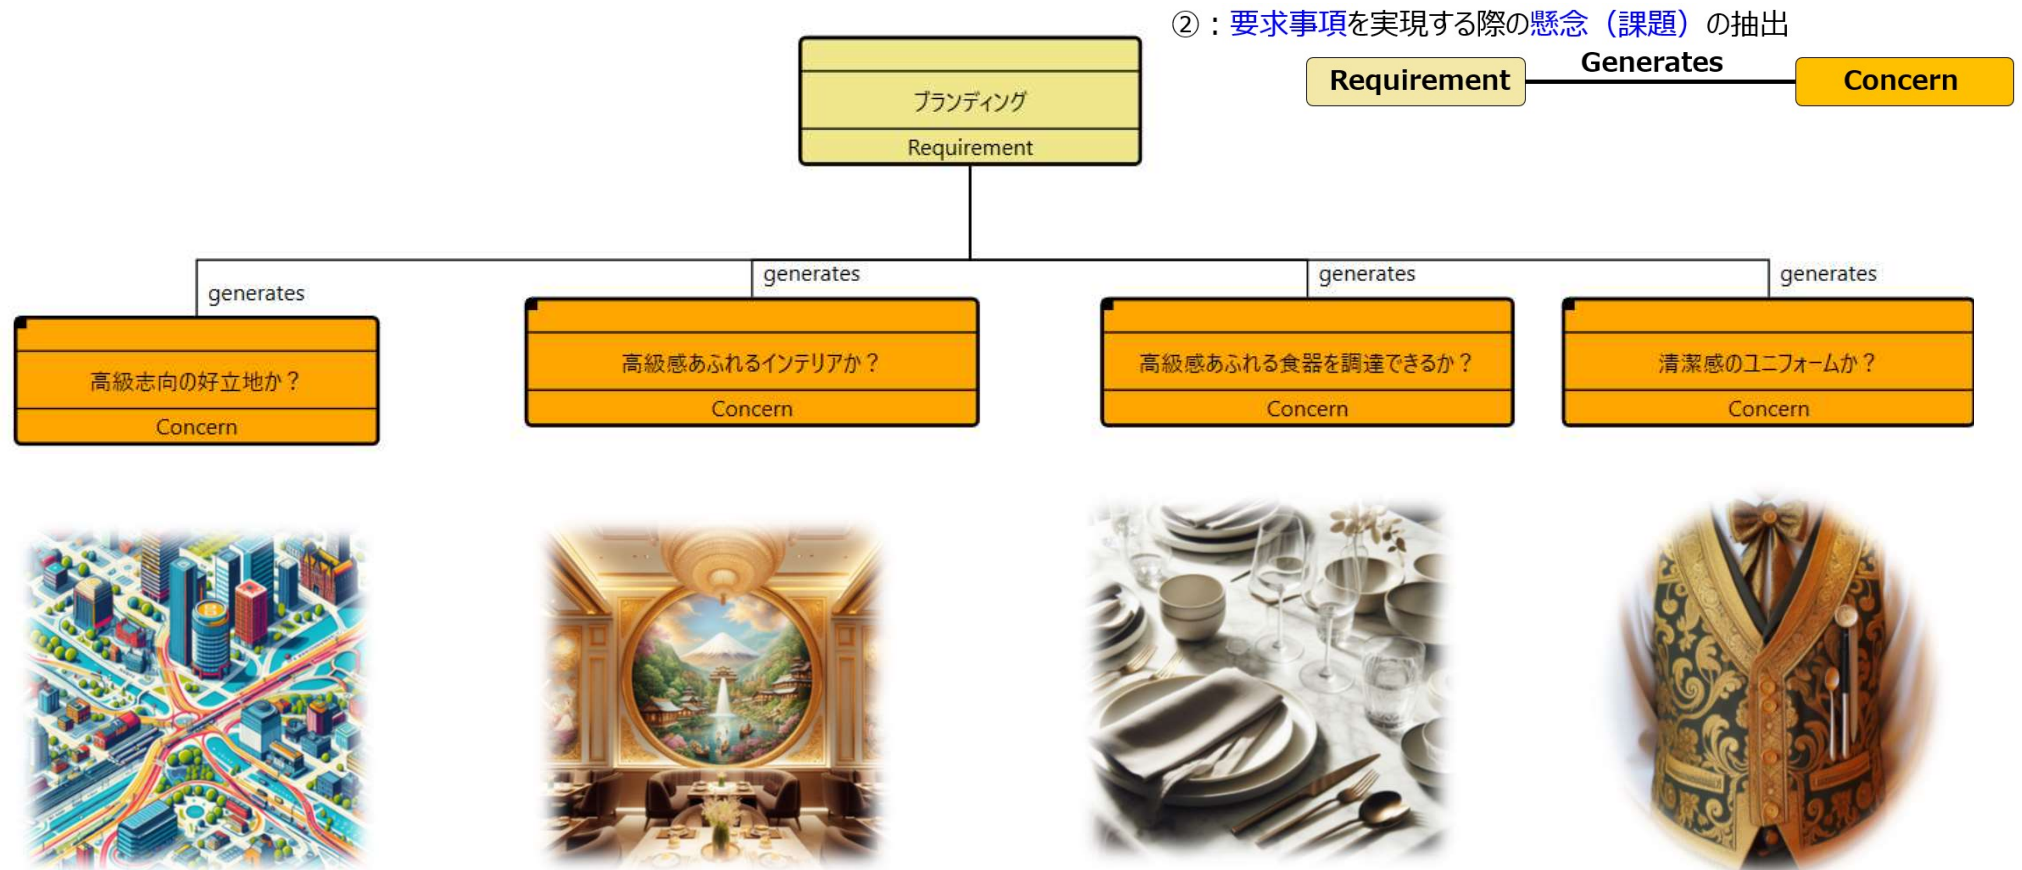 ②：要求事項を実現する際の懸念（課題）の抽出
Requirement Generates Concern
ブランディング
Requirement
generates
generates
generates
generates
高級志向の好立地か？
Concern
高級感あふれるインテリアか？
Concern
高級感あふれる食器を調達できるか？
Concern
清潔感のユニフォームか？
Concern